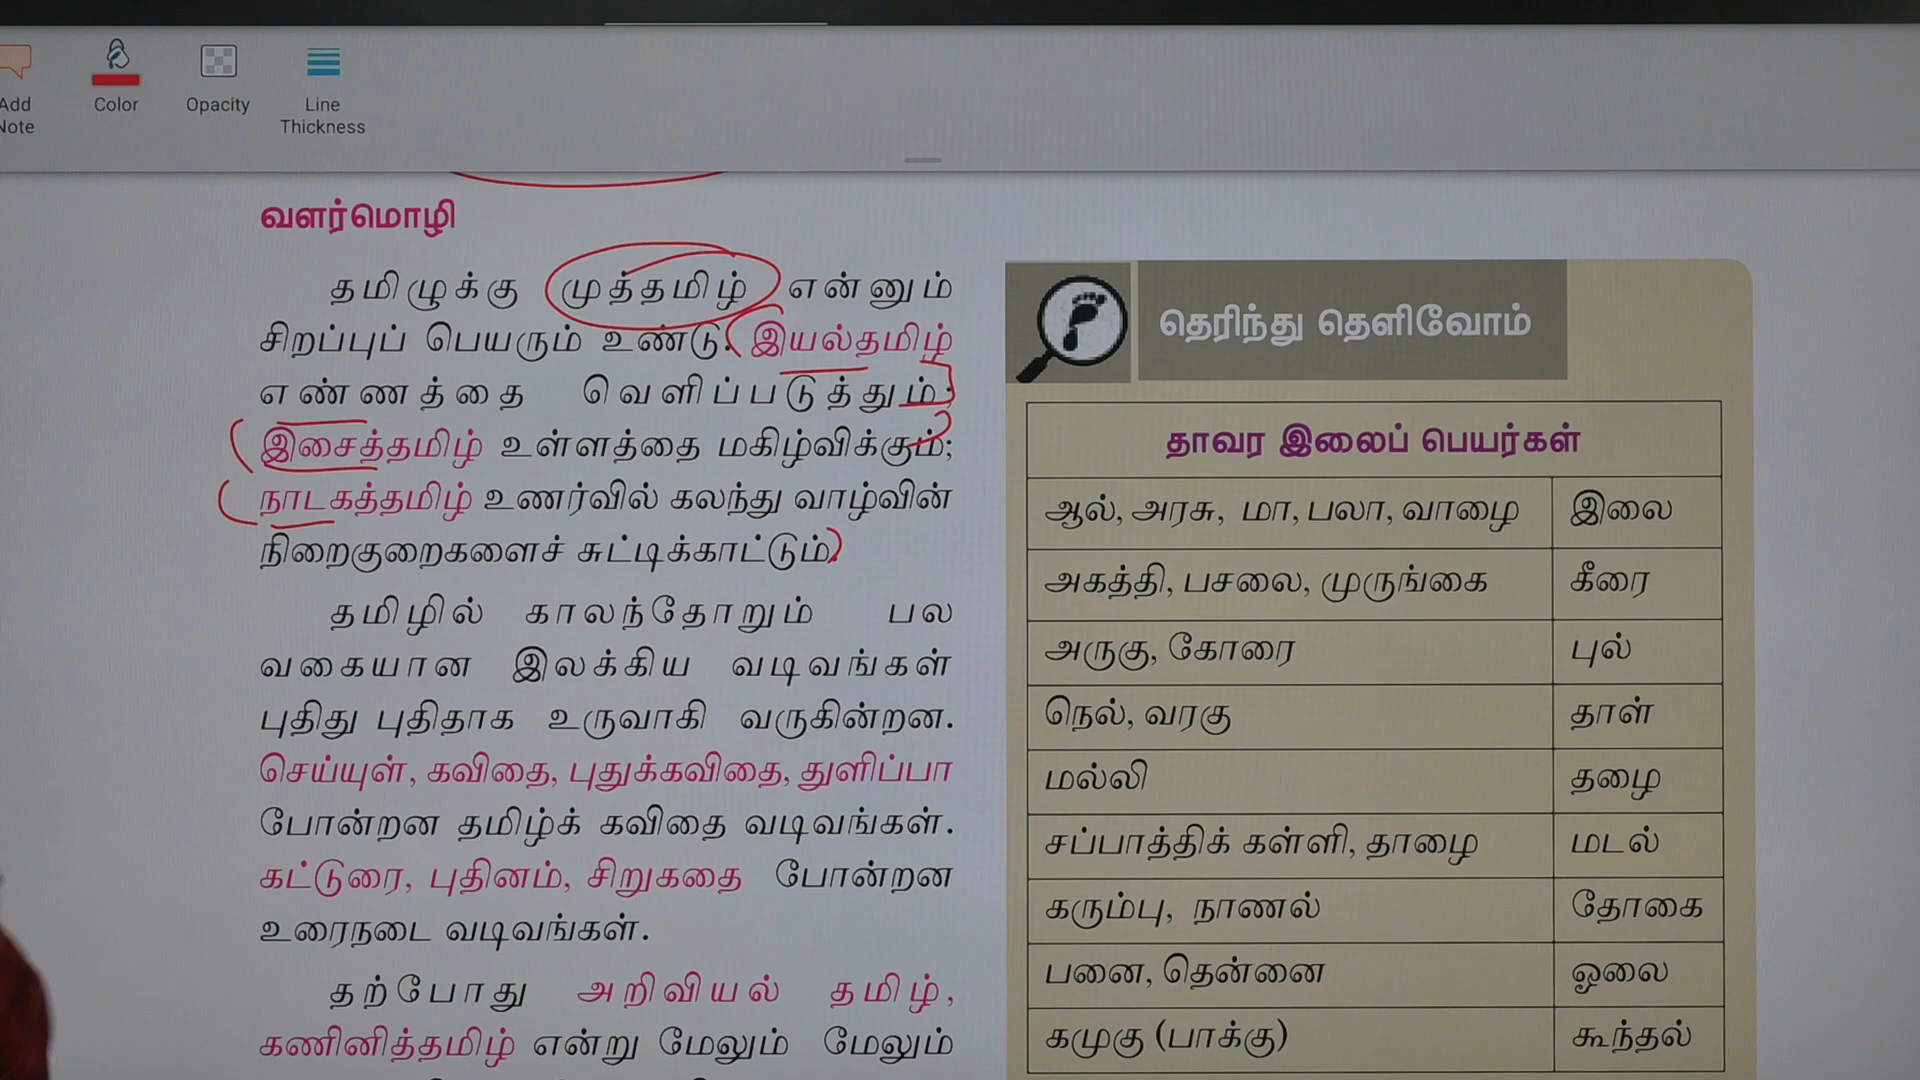 Add
Note
Color
Opacity
Line
Thickness
வளர்மொழி
தமிழுக்கு முத்தமிழ் என்னும்
சிறப்புப் பெயரும் உண்டு. இயல்தமிழ்
எண்ணத்தை வெளிப்படுத்தும்;
இசைத்தமிழ் உள்ளத்தை மகிழ்விக்கும்;
நாடகத்தமிழ் உணர்வில் கலந்து வாழ்வின்
நிறைகுறைகளைச் சுட்டிக்காட்டும்.
தமிழில் காலந்தோறும் பல
வகையான இலக்கிய வடிவங்கள்
புதிது புதிதாக உருவாகி வருகின்றன.
செய்யுள், கவிதை, புதுக்கவிதை, துளிப்பா
போன்றன தமிழ்க் கவிதை வடிவங்கள்.
கட்டுரை, புதினம், சிறுகதை போன்றன
உரைநடை வடிவங்கள்.
தற்போது அறிவியல் தமிழ்,
கணினித்தமிழ் என்று மேலும் மேலும்
தெரிந்து தெளிவோம்
தாவர இலைப் பெயர்கள்
ஆல், அரசு, மா, பலா, வாழை இலை
அகத்தி, பசலை, முருங்கை கீரை
அருகு, கோரை புல்
நெல், வரகு தாள்
மல்லி தழை
சப்பாத்திக் கள்ளி, தாழை மடல்
கரும்பு, நாணல் தோகை
பனை, தென்னை ஓலை
கமுகு (பாக்கு) கூந்தல்